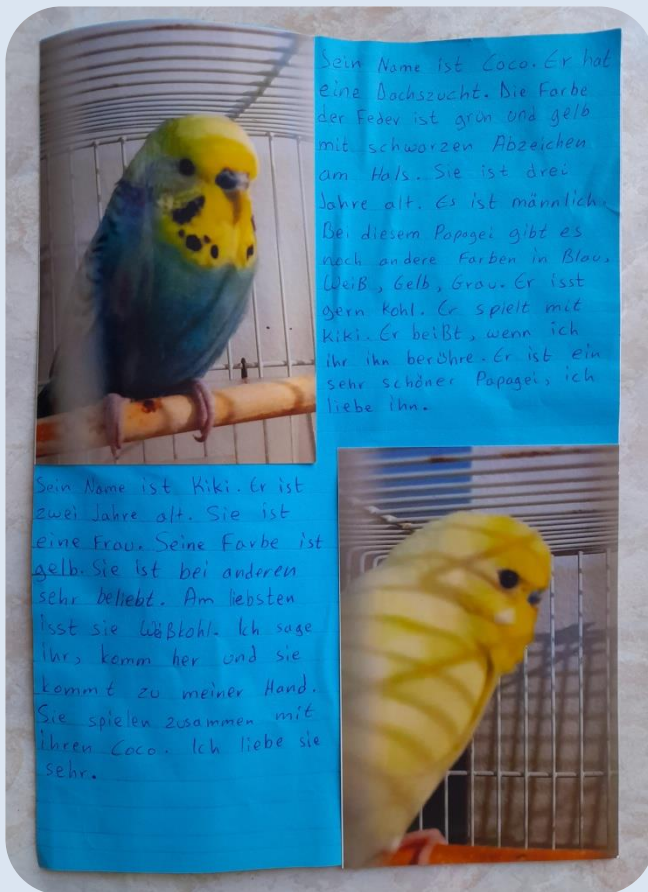 Sein Name ist Coco. Er hat
eine Dachszucht. Die Farbe
der Feder ist grün und gelb
mit schwarzen Abzeichen
am Hals. Sie ist drei
Jahre alt. Es ist männlich.
Bei diesem Papagei gibt es
noch andere Farben in Blau,
Weiß, Gelb, Grau. Er isst
gern Kohl. Er spielt mit
Kiki. Er beißt, wenn ich
ihr ihn berühre. Er ist ein
sehr schöner Papagei, ich
liebe ihn.
Sein Name ist Kiki. Er ist
zwei Jahre alt. Sie ist
eine Frau. Seine Farbe ist
gelb. Sie ist bei anderen
sehr beliebt. Am liebsten
isst sie Weißkohl. Ich sage
ihr, komm her und sie
kommt zu meiner Hand.
Sie spielen zusammen mit
ihren Coco. Ich liebe sie
sehr.